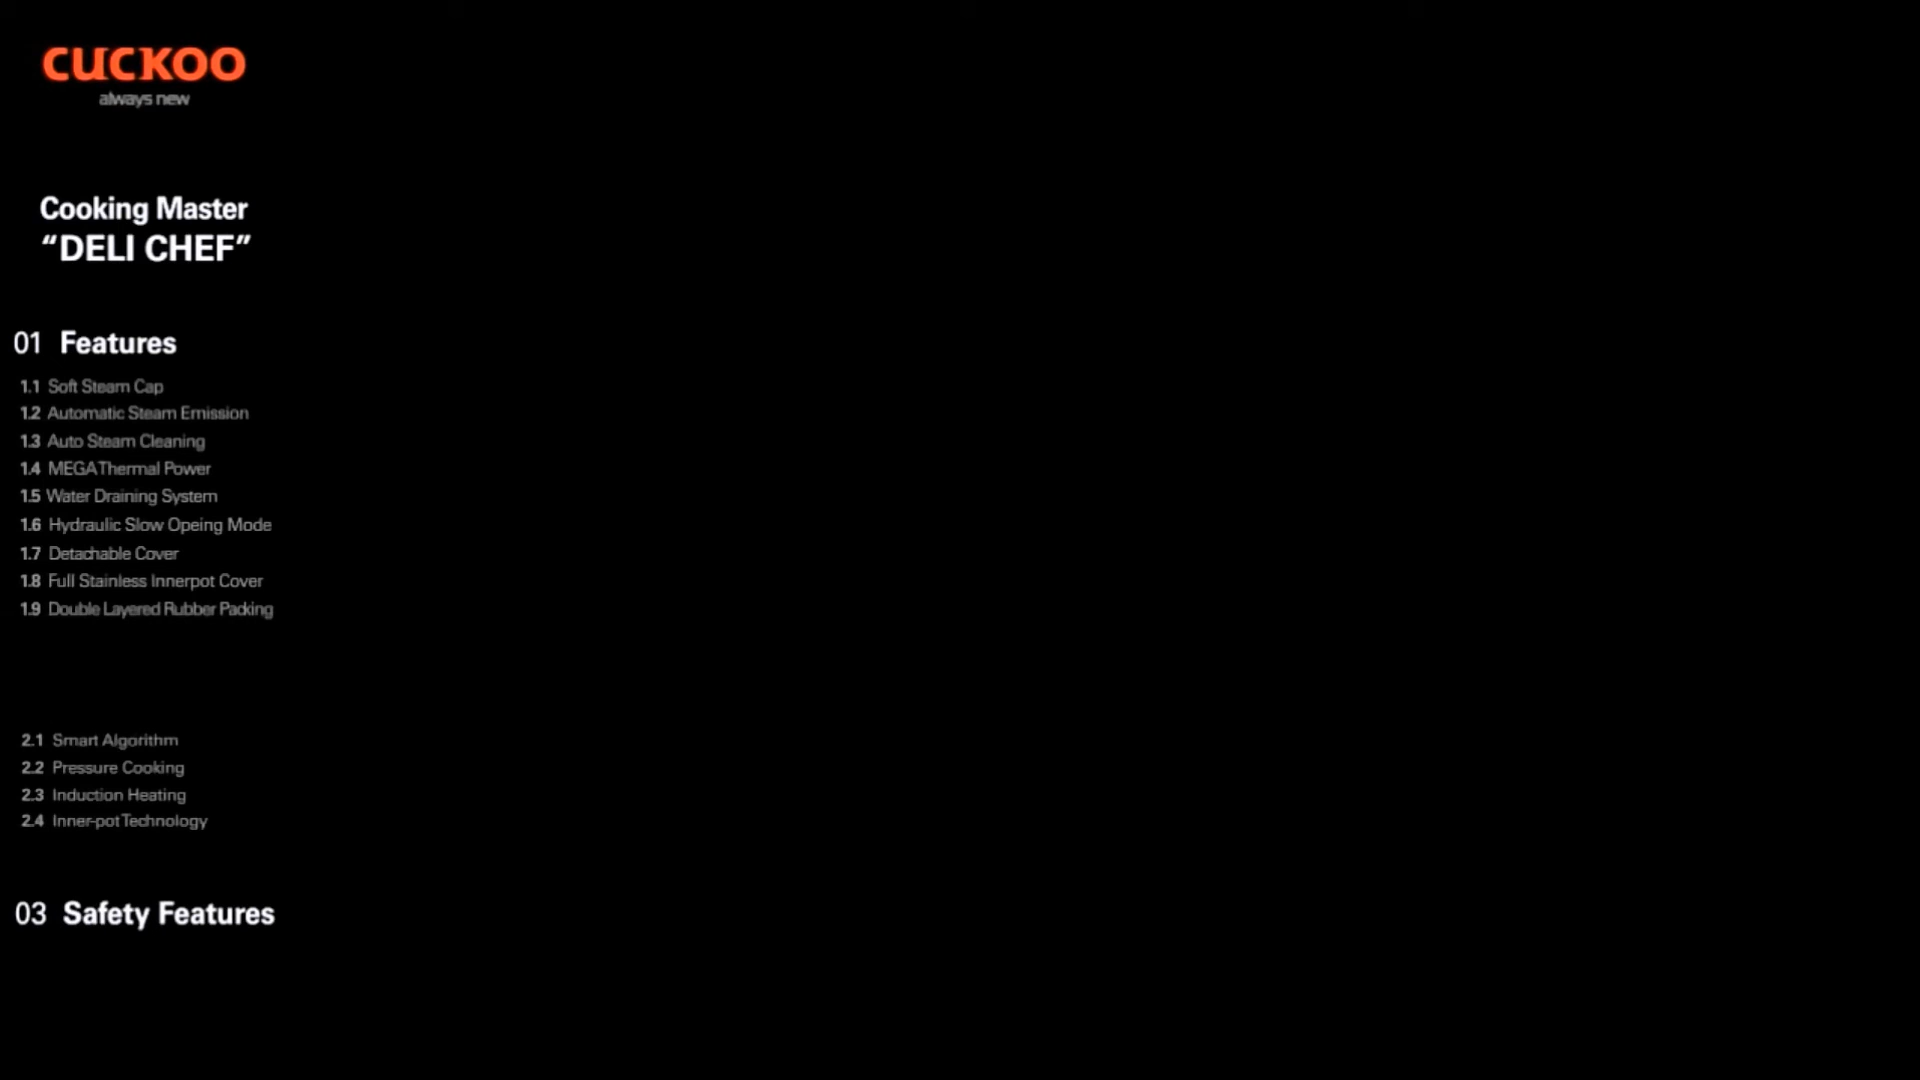 CUCKOO
always new
Cooking Master
“DELI CHEF”
01 Features
1.1 Soft Steam Cap
1.2 Automatic Steam Emission
1.3 Auto Steam Cleaning
1.4 MEGA Thermal Power
1.5 Water Draining System
1.6 Hydraulic Slow Opeing Mode
1.7 Detachable Cover
1.8 Full Stainless Innerpot Cover
1.9 Double Layered Rubber Packing
2.1 Smart Algorithm
2.2 Pressure Cooking
2.3 Induction Heating
2.4 Inner-pot Technology
03 Safety Features